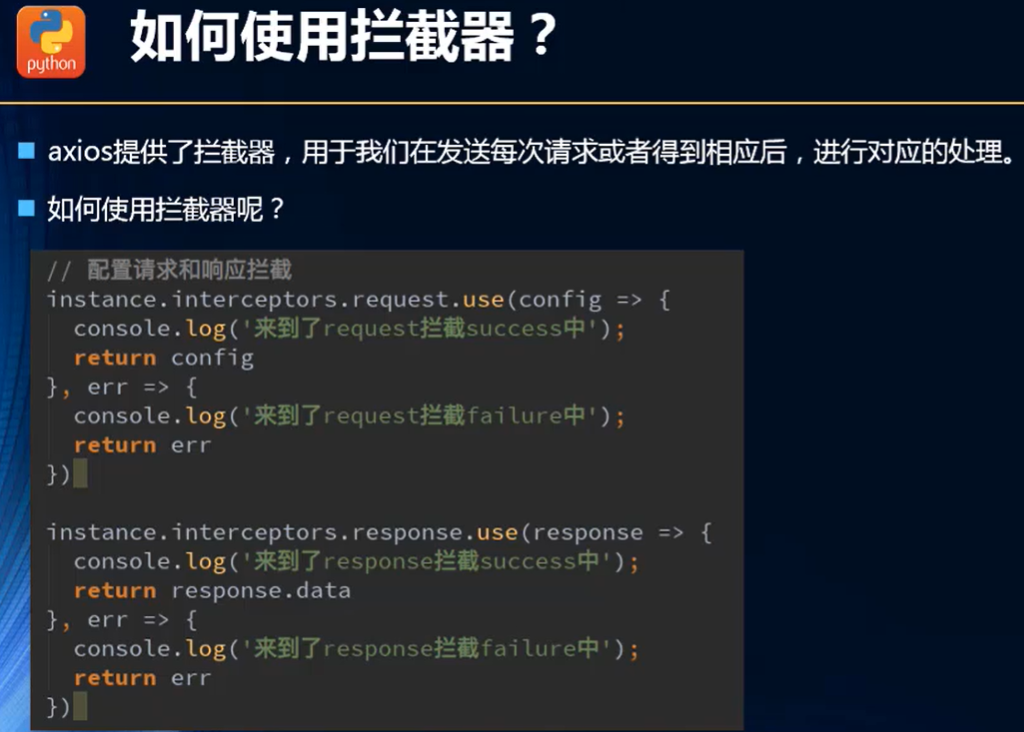 python
如何使用拦截器？
axios提供了拦截器，用于我们在发送每次请求或者得到相应后，进行对应的处理。
如何使用拦截器呢？
// 配置请求和响应拦截
instance.interceptors.request.use(config => {
  console.log('来到了request拦截success中');
  return config
}, err => {
  console.log('来到了request拦截failure中');
  return err
})
instance.interceptors.response.use(response => {
  console.log('来到了response拦截success中');
  return response.data
}, err => {
  console.log('来到了response拦截failure中');
  return err
})